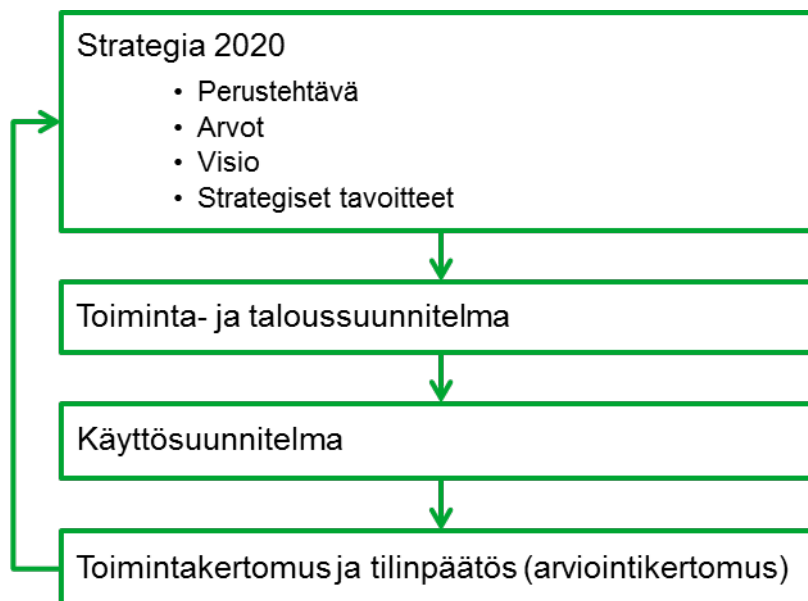 Strategia 2020
• Perustehtävä
• Arvot
• Visio
• Strategiset tavoitteet
Toiminta- ja taloussuunnitelma
Käyttösuunnitelma
Toimintakertomus ja tilinpäätös (arviointikertomus)